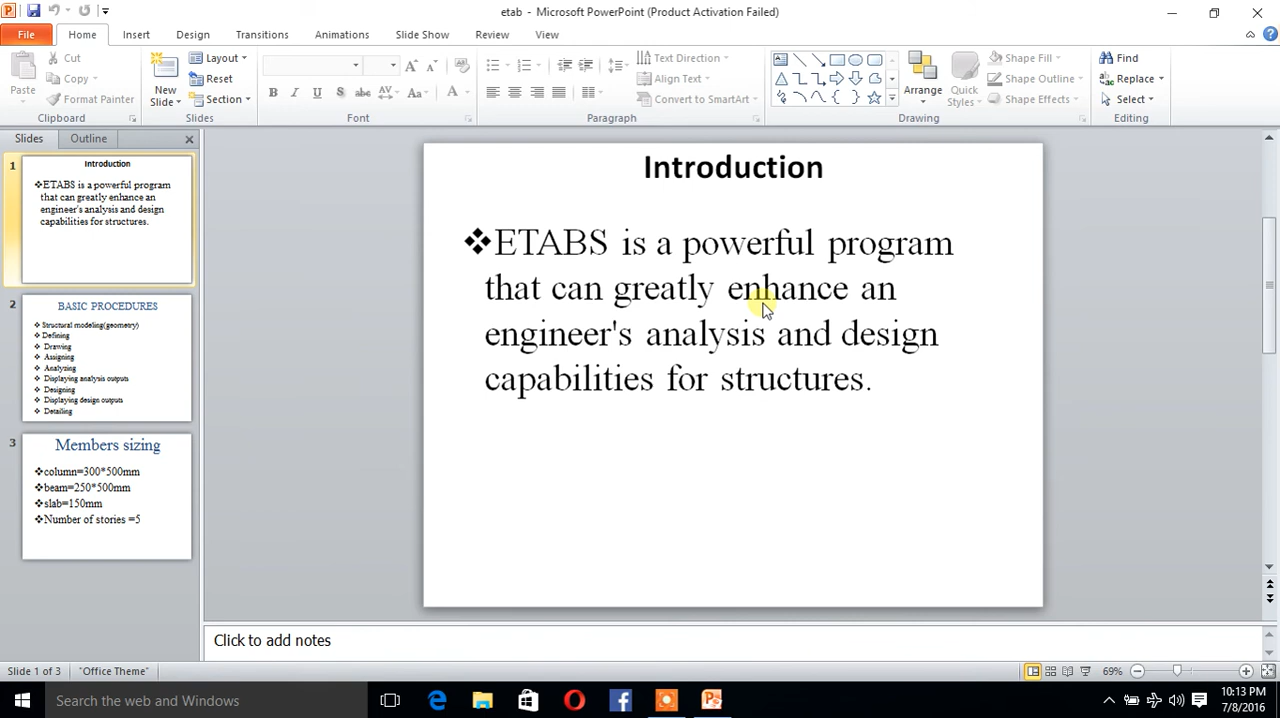 etab - Microsoft PowerPoint (Product Activation Failed)
File Home Insert Design Transitions Animations Slide Show Review View
Paste
Cut
Copy
Format Painter
Clipboard
New
Slide
Layout
Reset
Section
Slides
B I U S abc AV Aa A
Font
Text Direction
Align Text
Convert to SmartArt
Paragraph
Arrange
Quick
Styles
Shape Fill
Shape Outline
Shape Effects
Drawing
Find
Replace
Select
Editing
Slides Outline
1
Introduction
❖ETABS is a powerful program
that can greatly enhance an
engineer's analysis and design
capabilities for structures.
2
BASIC PROCEDURES
❖ Structural modeling(geometry)
❖ Defining
❖ Drawing
❖ Assigning
❖ Analyzing
❖ Displaying analysis outputs
❖ Designing
❖ Displaying design outputs
❖ Detailing
3
Members sizing
❖column=300*500mm
❖beam=250*500mm
❖slab=150mm
❖Number of stories =5
Introduction
❖ETABS is a powerful program
that can greatly enhance an
engineer's analysis and design
capabilities for structures.
Click to add notes
Slide 1 of 3 "Office Theme" 69%
Search the web and Windows
10:13 PM
7/8/2016